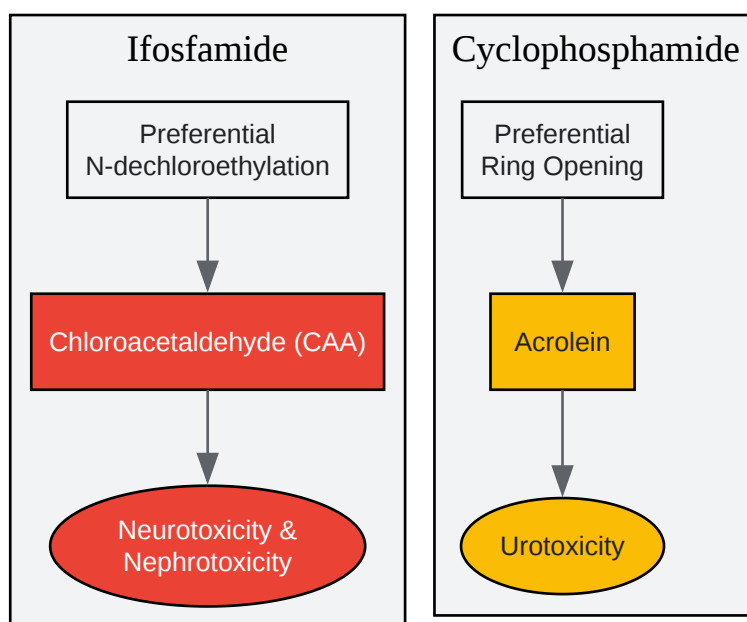 Ifosfamide
Preferential
N-dechloroethylation
Chloroacetaldehyde (CAA)
Neurotoxicity &
Nephrotoxicity
Cyclophosphamide
Preferential
Ring Opening
Acrolein
Urotoxicity